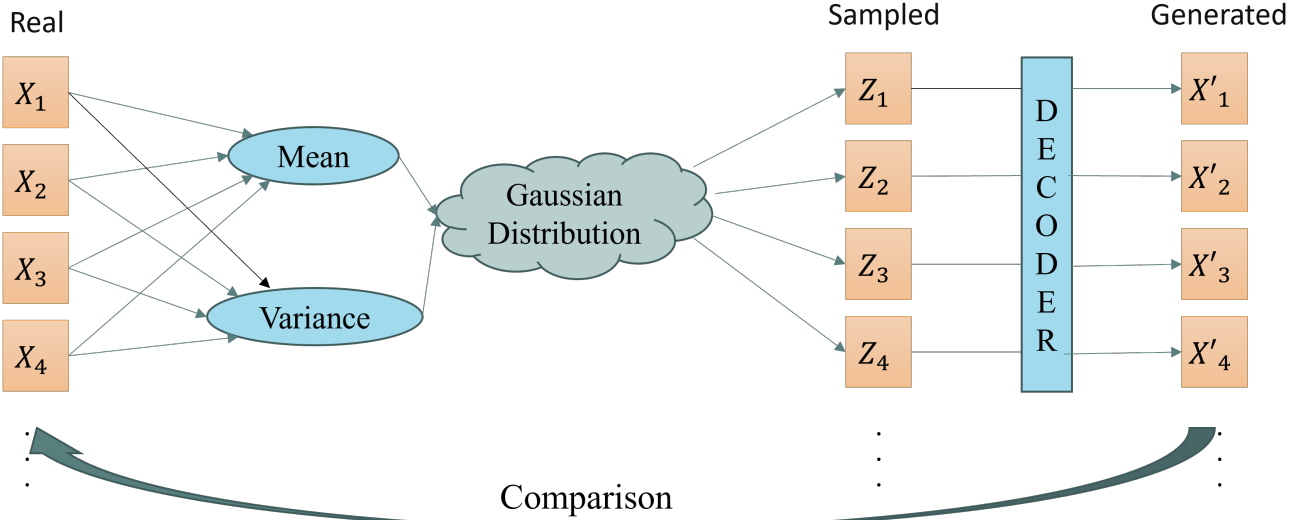 Real
Sampled
Generated
X₁
X₂
X₃
X₄
Mean
Variance
Gaussian
Distribution
Z₁
Z₂
Z₃
Z₄
D
E
C
O
D
E
R
X′₁
X′₂
X′₃
X′₄
Comparison